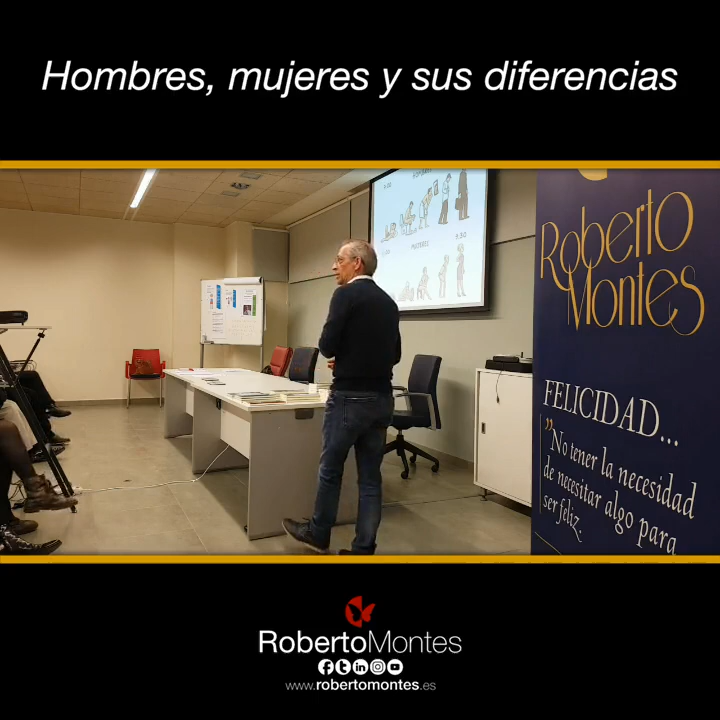 Hombres, mujeres y sus diferencias
Roberto
Montes
FELICIDAD...
"No tener la necesidad
de necesitar algo para
ser feliz.
RobertoMontes
www.robertomontes.es